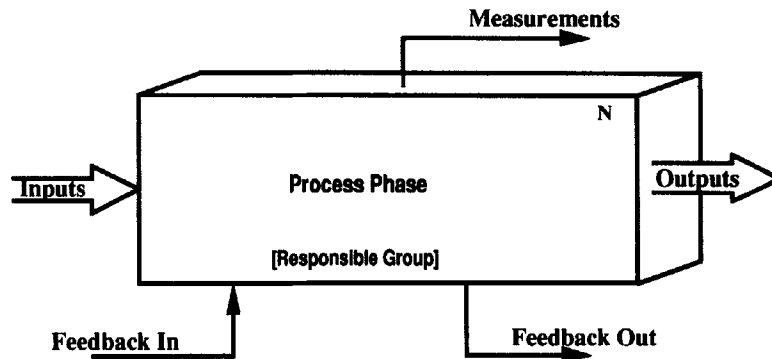 Measurements
N
Inputs
Process Phase
Outputs
[Responsible Group]
Feedback In
Feedback Out